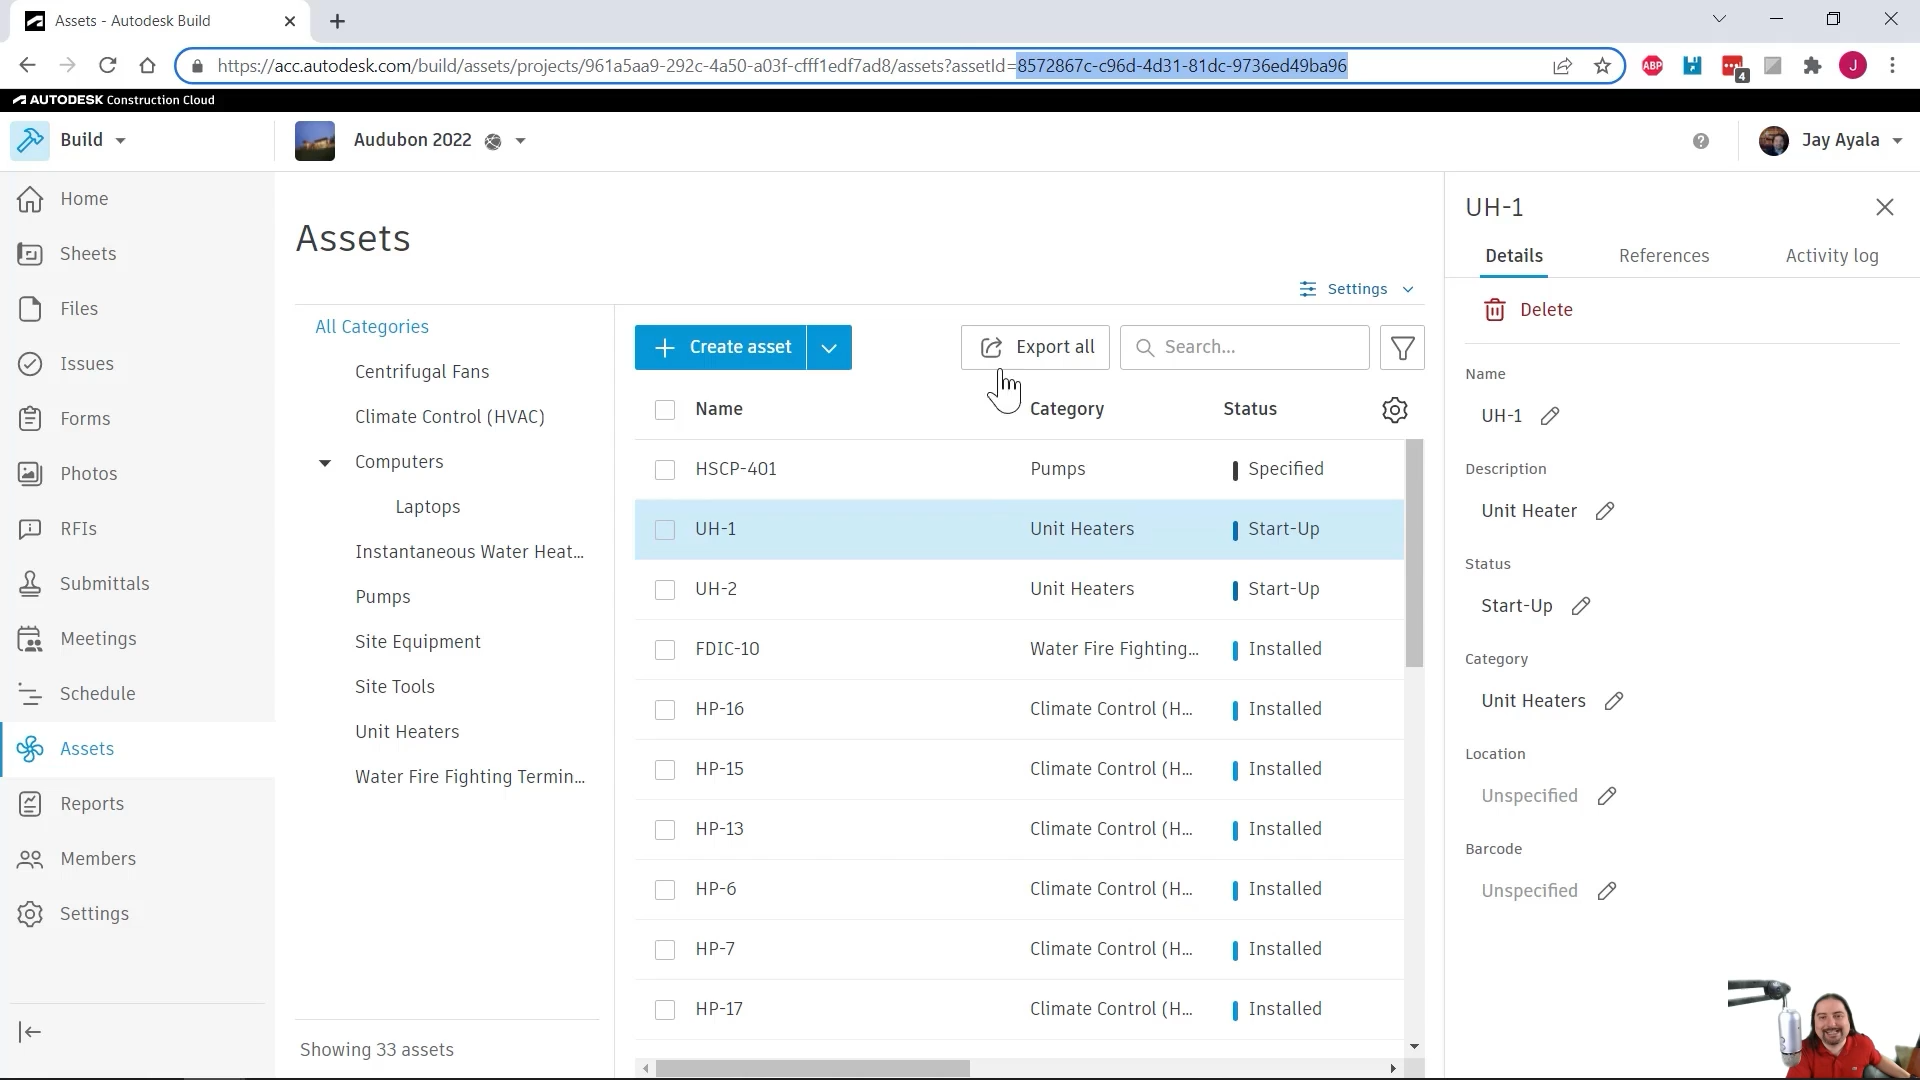 Assets - Autodesk Build
https://acc.autodesk.com/build/assets/projects/961a5aa9-292c-4a50-a03f-cfff1edf7ad8/assets?assetId=8572867c-c96d-4d31-81dc-9736ed49ba96
ABP
4
J
AUTODESK Construction Cloud
Build
Audubon 2022
Jay Ayala
Home
Sheets
Files
Issues
Forms
Photos
RFIs
Submittals
Meetings
Schedule
Assets
Reports
Members
Settings
Assets
Settings
All Categories
Centrifugal Fans
Climate Control (HVAC)
Computers
Laptops
Instantaneous Water Heat...
Pumps
Site Equipment
Site Tools
Unit Heaters
Water Fire Fighting Termin...
Showing 33 assets
Create asset
Export all
Search...
Name Category Status
HSCP-401 Pumps Specified
UH-1 Unit Heaters Start-Up
UH-2 Unit Heaters Start-Up
FDIC-10 Water Fire Fighting... Installed
HP-16 Climate Control (H... Installed
HP-15 Climate Control (H... Installed
HP-13 Climate Control (H... Installed
HP-6 Climate Control (H... Installed
HP-7 Climate Control (H... Installed
HP-17 Climate Control (H... Installed
UH-1
Details References Activity log
Delete
Name
UH-1
Description
Unit Heater
Status
Start-Up
Category
Unit Heaters
Location
Unspecified
Barcode
Unspecified